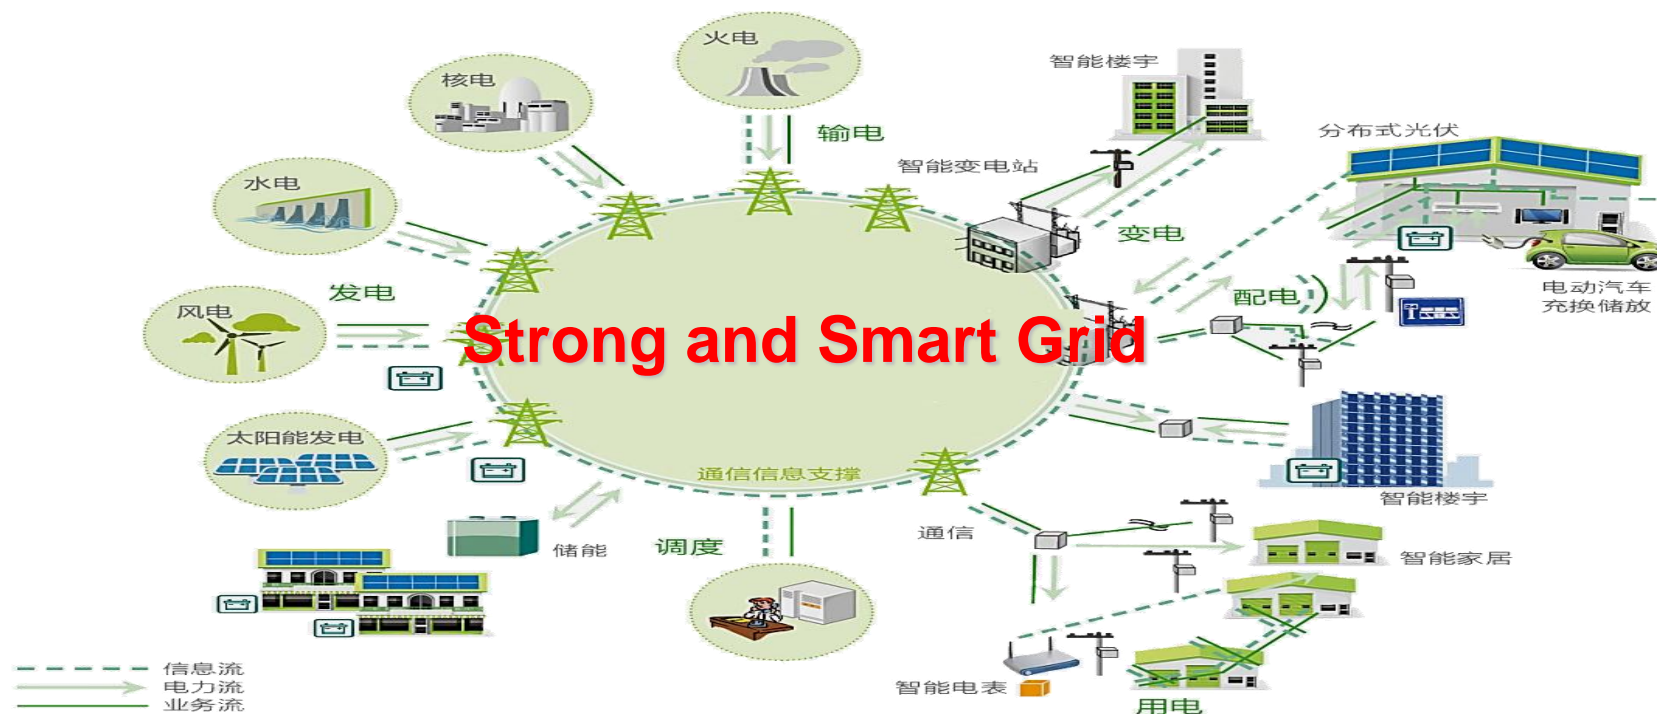 火电
核电
智能楼宇
输电
分布式光伏
智能变电站
水电
变电
发电
配电
电动汽车
充换储放
风电
Strong and Smart Grid
太阳能发电
通信信息支撑
智能楼宇
储能
调度
通信
智能家居
信息流
电力流
业务流
智能电表
用电